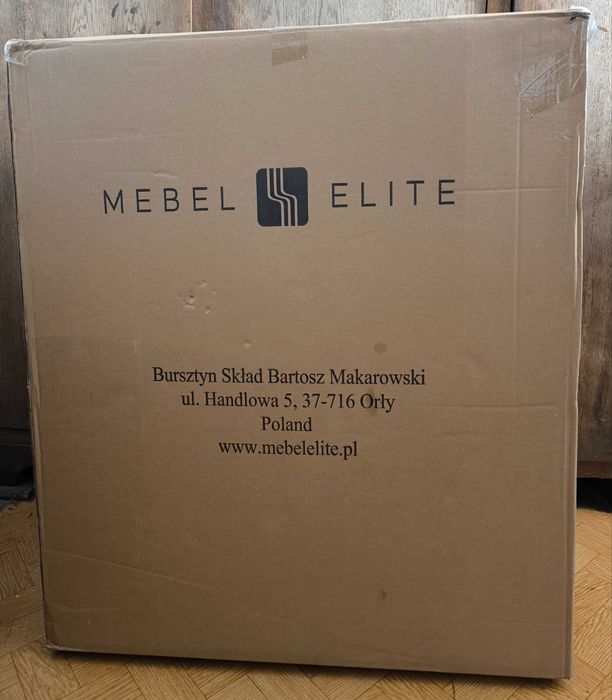 MEBEL ELITE
Bursztyn Skład Bartosz Makarowski
ul. Handlowa 5, 37-716 Orły
Poland
www.mebelelite.pl